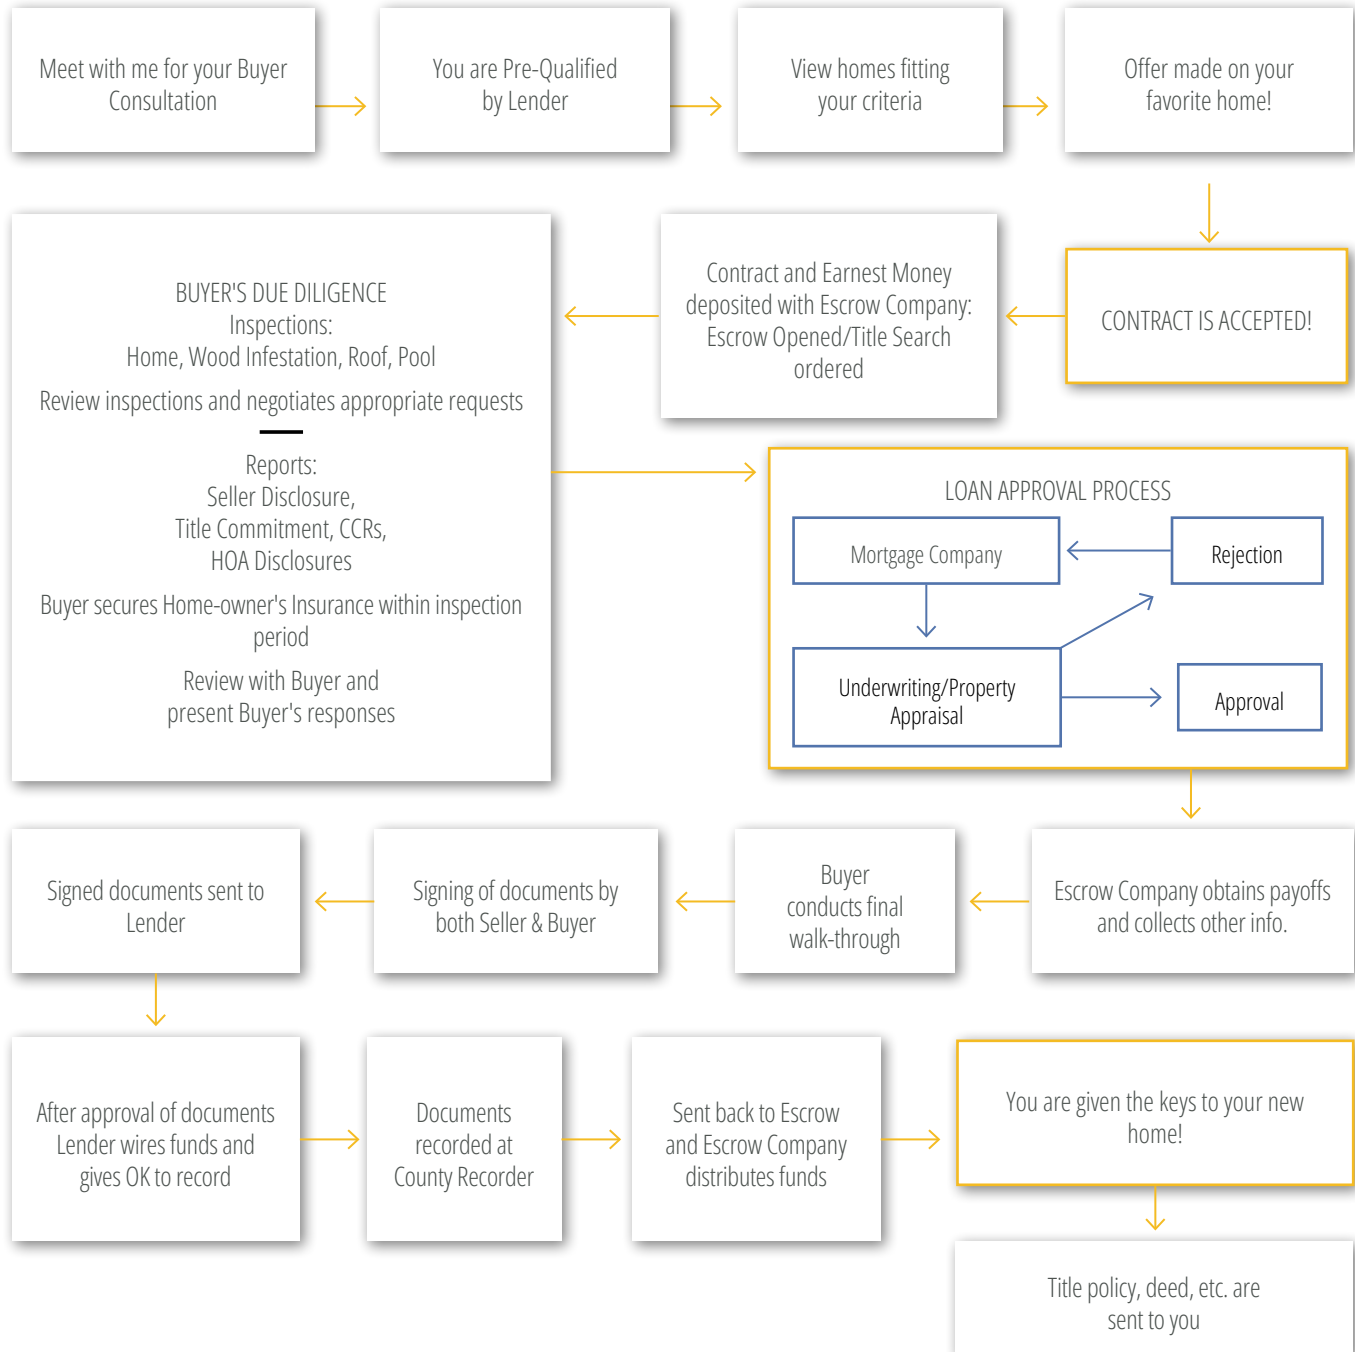 Meet with me for your Buyer
Consultation
You are Pre-Qualified
by Lender
View homes fitting
your criteria
Offer made on your
favorite home!
CONTRACT IS ACCEPTED!
Contract and Earnest Money
deposited with Escrow Company:
Escrow Opened/Title Search
ordered
BUYER'S DUE DILIGENCE
Inspections:
Home, Wood Infestation, Roof, Pool
Review inspections and negotiates appropriate requests
Reports:
Seller Disclosure,
Title Commitment, CCRs,
HOA Disclosures
Buyer secures Home-owner's Insurance within inspection
period
Review with Buyer and
present Buyer's responses
LOAN APPROVAL PROCESS
Mortgage Company
Rejection
Underwriting/Property
Appraisal
Approval
Escrow Company obtains payoffs
and collects other info.
Buyer
conducts final
walk-through
Signing of documents by
both Seller & Buyer
Signed documents sent to
Lender
After approval of documents
Lender wires funds and
gives OK to record
Documents
recorded at
County Recorder
Sent back to Escrow
and Escrow Company
distributes funds
You are given the keys to your new
home!
Title policy, deed, etc. are
sent to you